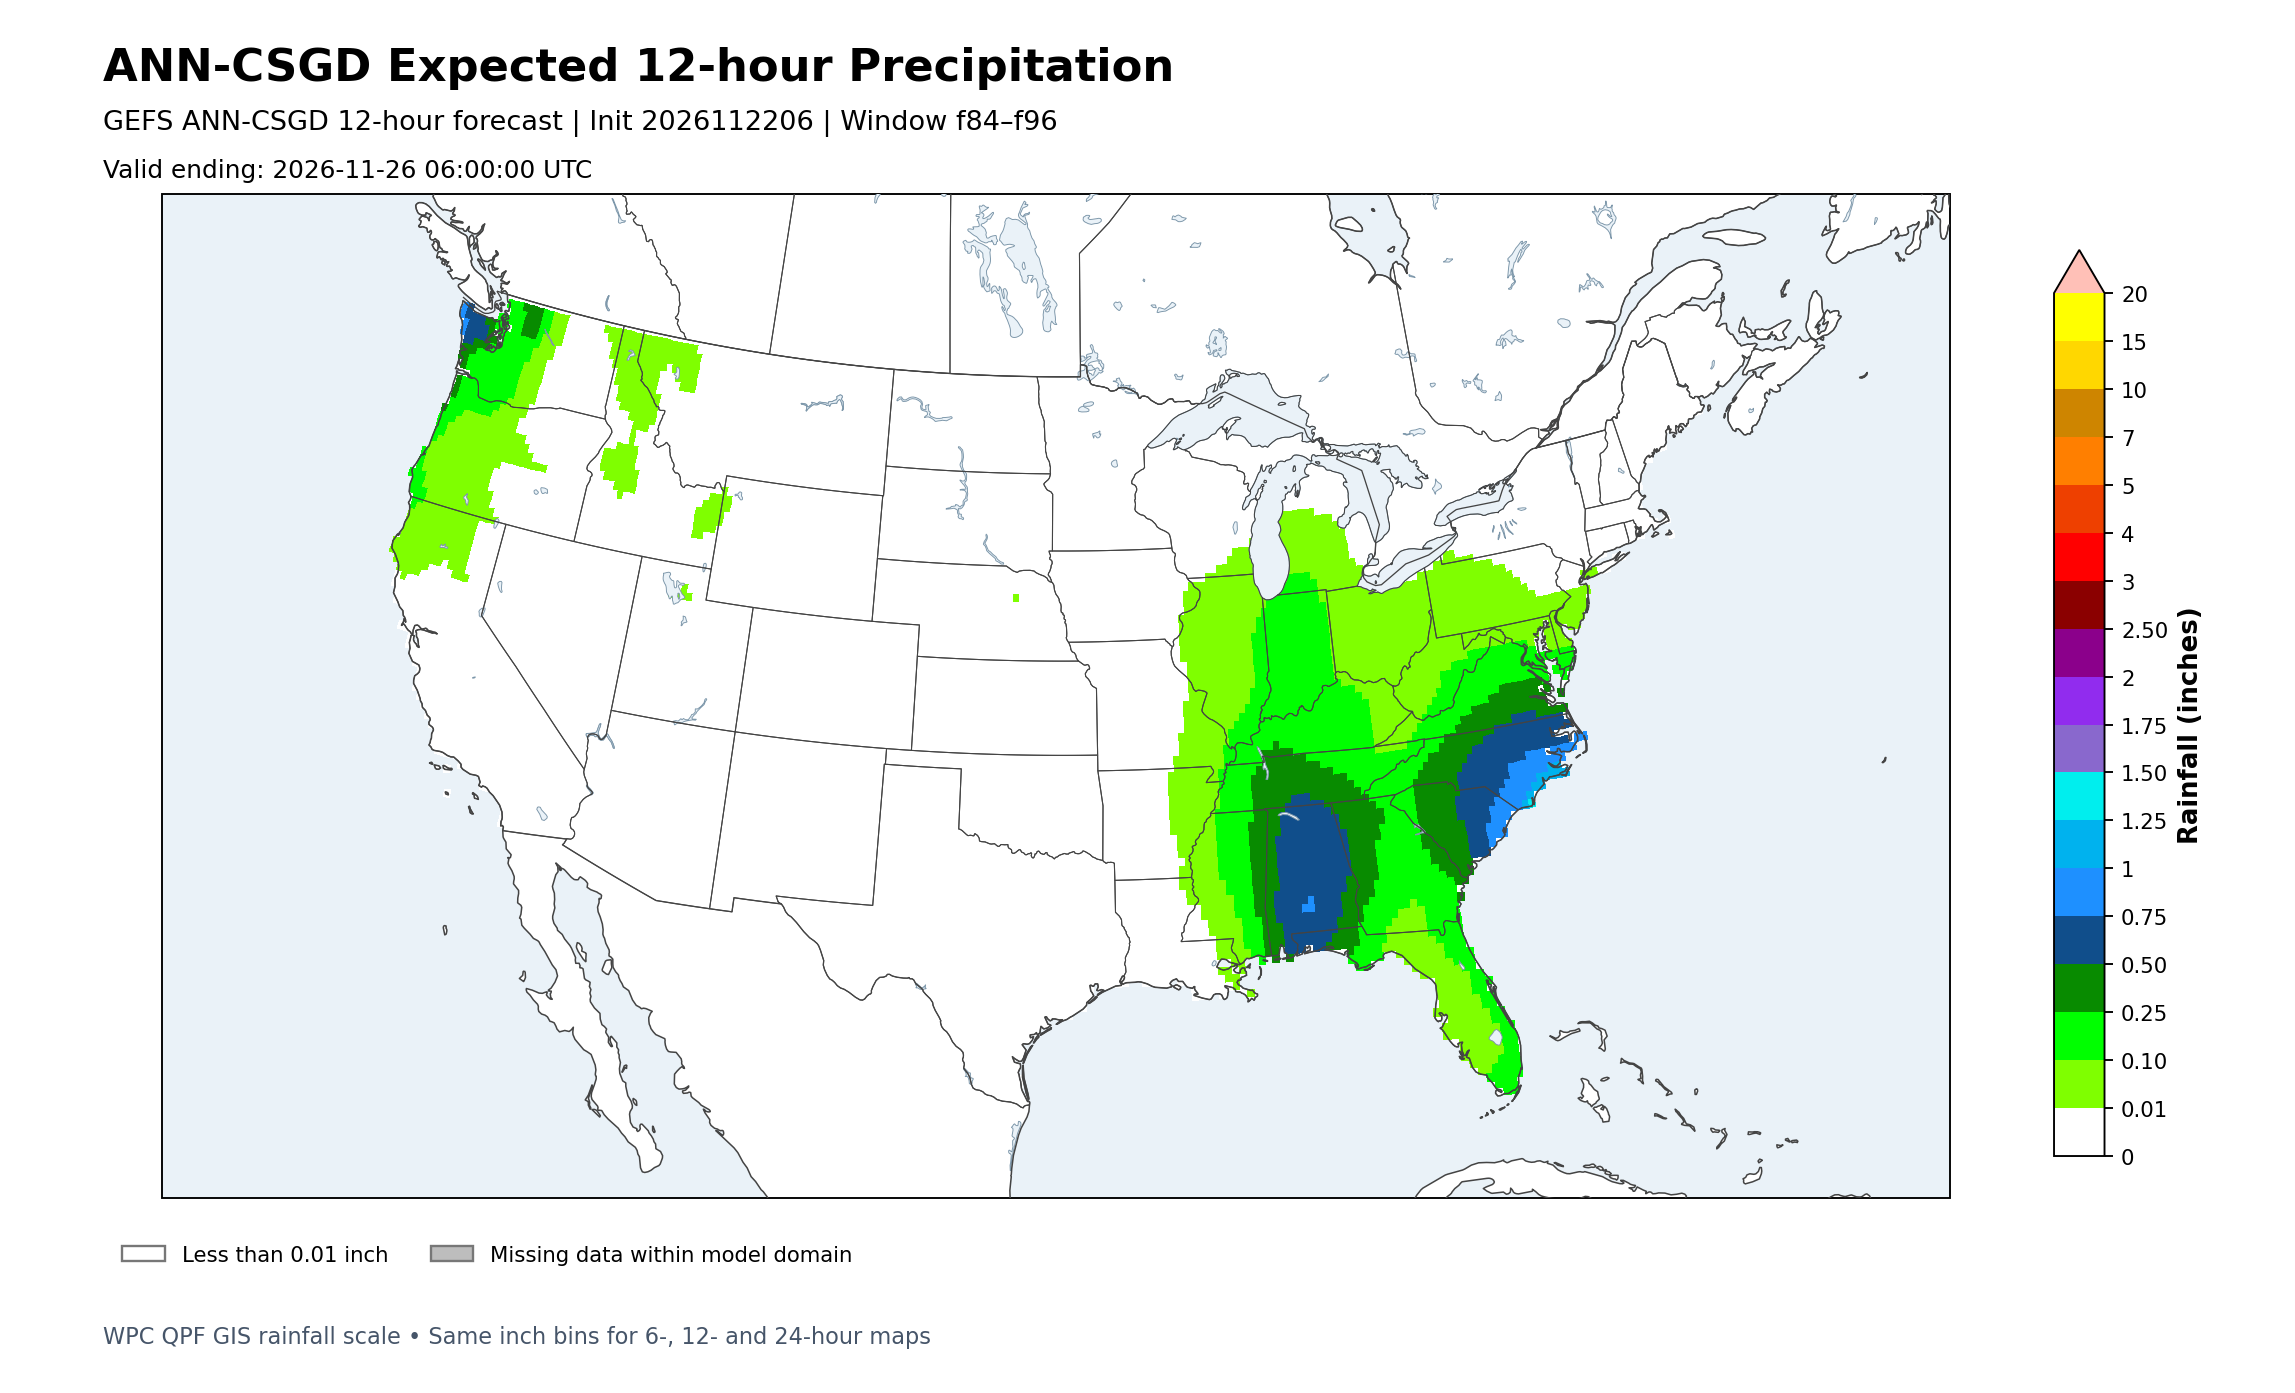 ANN-CSGD Expected 12-hour Precipitation
GEFS ANN-CSGD 12-hour forecast | Init 2026112206 | Window f84–f96
Valid ending: 2026-11-26 06:00:00 UTC
20
15
10
7
5
4
3
2.50
2
1.75
1.50
1.25
1
0.75
0.50
0.25
0.10
0.01
0
Rainfall (inches)
Less than 0.01 inch
Missing data within model domain
WPC QPF GIS rainfall scale • Same inch bins for 6-, 12- and 24-hour maps